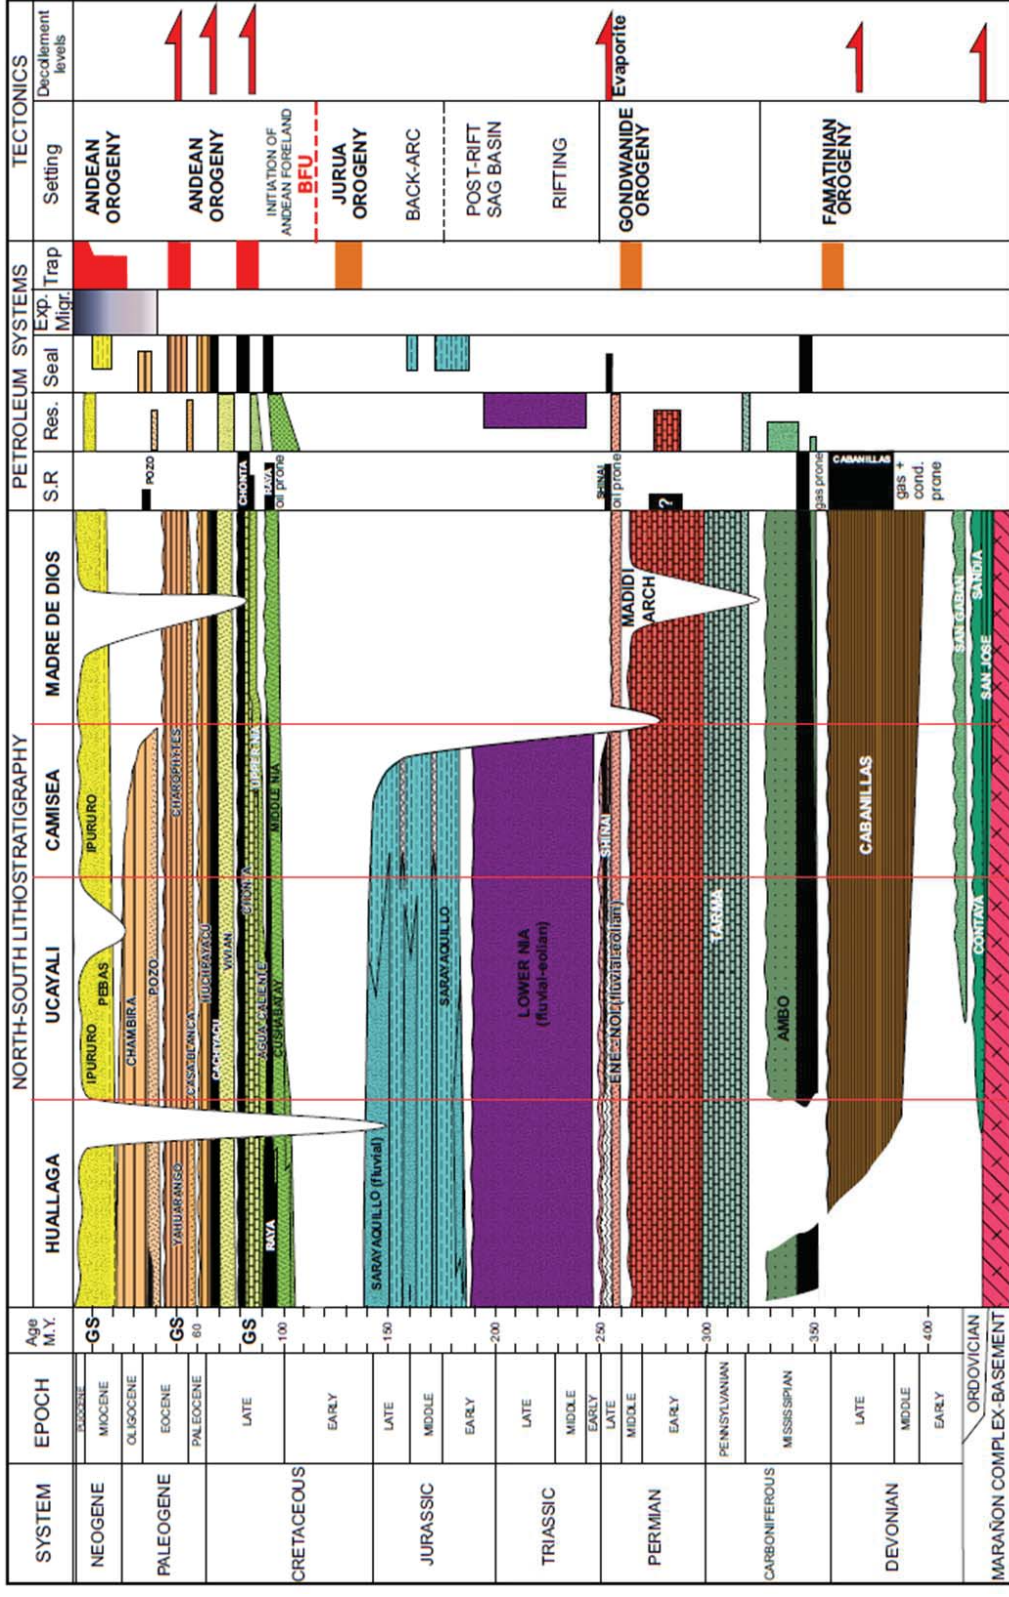 SYSTEM
EPOCH
Age
M.Y.
NORTH-SOUTH LITHOSTRATIGRAPHY
HUALLAGA
UCAYALI
CAMISEA
MADRE DE DIOS
PETROLEUM SYSTEMS
S.R
Res.
Seal
Exp.
Migr.
Trap
TECTONICS
Setting
Decollement
levels
NEOGENE
PALEOGENE
CRETACEOUS
JURASSIC
TRIASSIC
PERMIAN
CARBONIFEROUS
DEVONIAN
ORDOVICIAN
MARAÑON COMPLEX-BASEMENT
PLIOCENE
MIOCENE
OLIGOCENE
EOCENE
PALEOCENE
LATE
EARLY
LATE
MIDDLE
EARLY
LATE
MIDDLE
EARLY
LATE
MIDDLE
EARLY
PENNSYLVANIAN
MISSISSIPPIAN
LATE
MIDDLE
EARLY
GS
GS
60
GS
100
150
200
250
300
350
400
IPURURO
PEBAS
IPURURO
CHAMBIRA
POZO
YAHUARANGO
CHAROPHYTES
CASABLANCA
HUCHPAYACU
CACHIYACU
VIVIAN
CHONTA
UPPER NIA
AGUA CALIENTE
RAYA
CUSHABATAY
MIDDLE NIA
SARAYAQUILLO (fluvial)
SARAYAQUILLO
LOWER NIA
(fluvial-eolian)
SHINAI
ENE - NOI (fluvial-eolian)
MADIDI
ARCH
TARMA
AMBO
CABANILLAS
CONTAYA
SAN GABAN
SANDIA
SAN JOSE
POZO
CHONTA
RAYA
oil prone
SHINAI
oil prone
?
gas prone
CABANILLAS
gas +
cond.
prone
ANDEAN
OROGENY
ANDEAN
OROGENY
INITIATION OF
ANDEAN FORELAND
BFU
JURUA
OROGENY
BACK-ARC
POST-RIFT
SAG BASIN
RIFTING
GONDWANIDE
OROGENY
FAMATINIAN
OROGENY
Evaporite